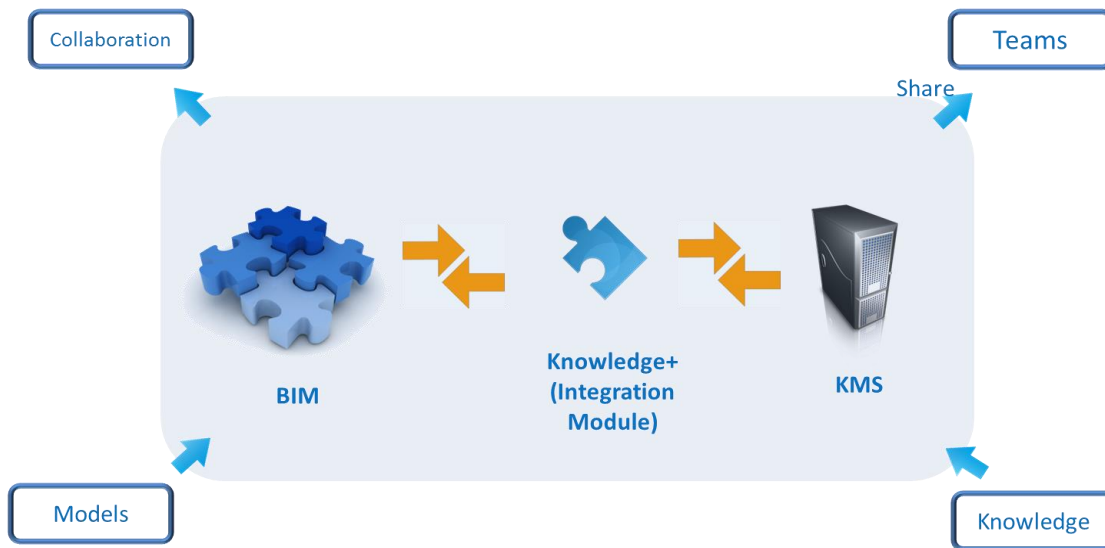 Collaboration
Teams
Share
BIM
Knowledge+
(Integration
Module)
KMS
Models
Knowledge